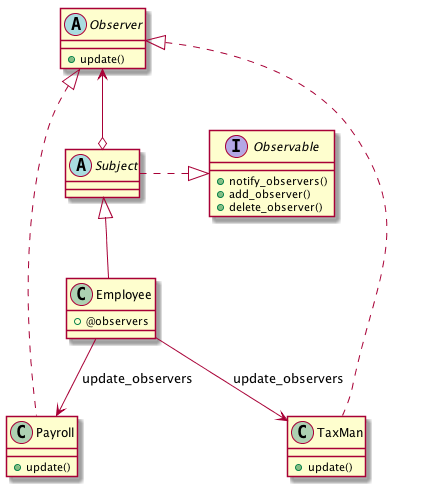 A Observer
update()
A Subject
I Observable
notify_observers()
add_observer()
delete_observer()
C Employee
@observers
update_observers
update_observers
C Payroll
update()
C TaxMan
update()